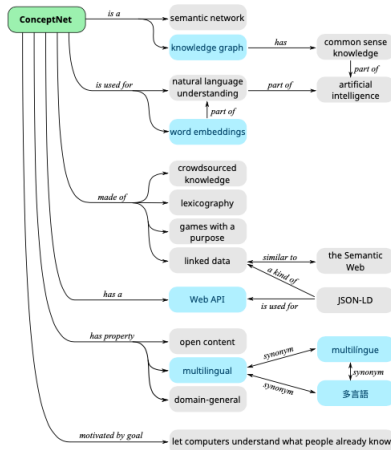 ConceptNet
is a
semantic network
knowledge graph
has
common sense
knowledge
part of
is used for
natural language
understanding
part of
artificial
intelligence
part of
word embeddings
crowdsourced
knowledge
made of
lexicography
games with a
purpose
linked data
similar to
the Semantic
Web
a kind of
has a
Web API
is used for
JSON-LD
has property
open content
synonym
multilíngue
multilingual
synonym
synonym
多言語
domain-general
motivated by goal
let computers understand what people already know